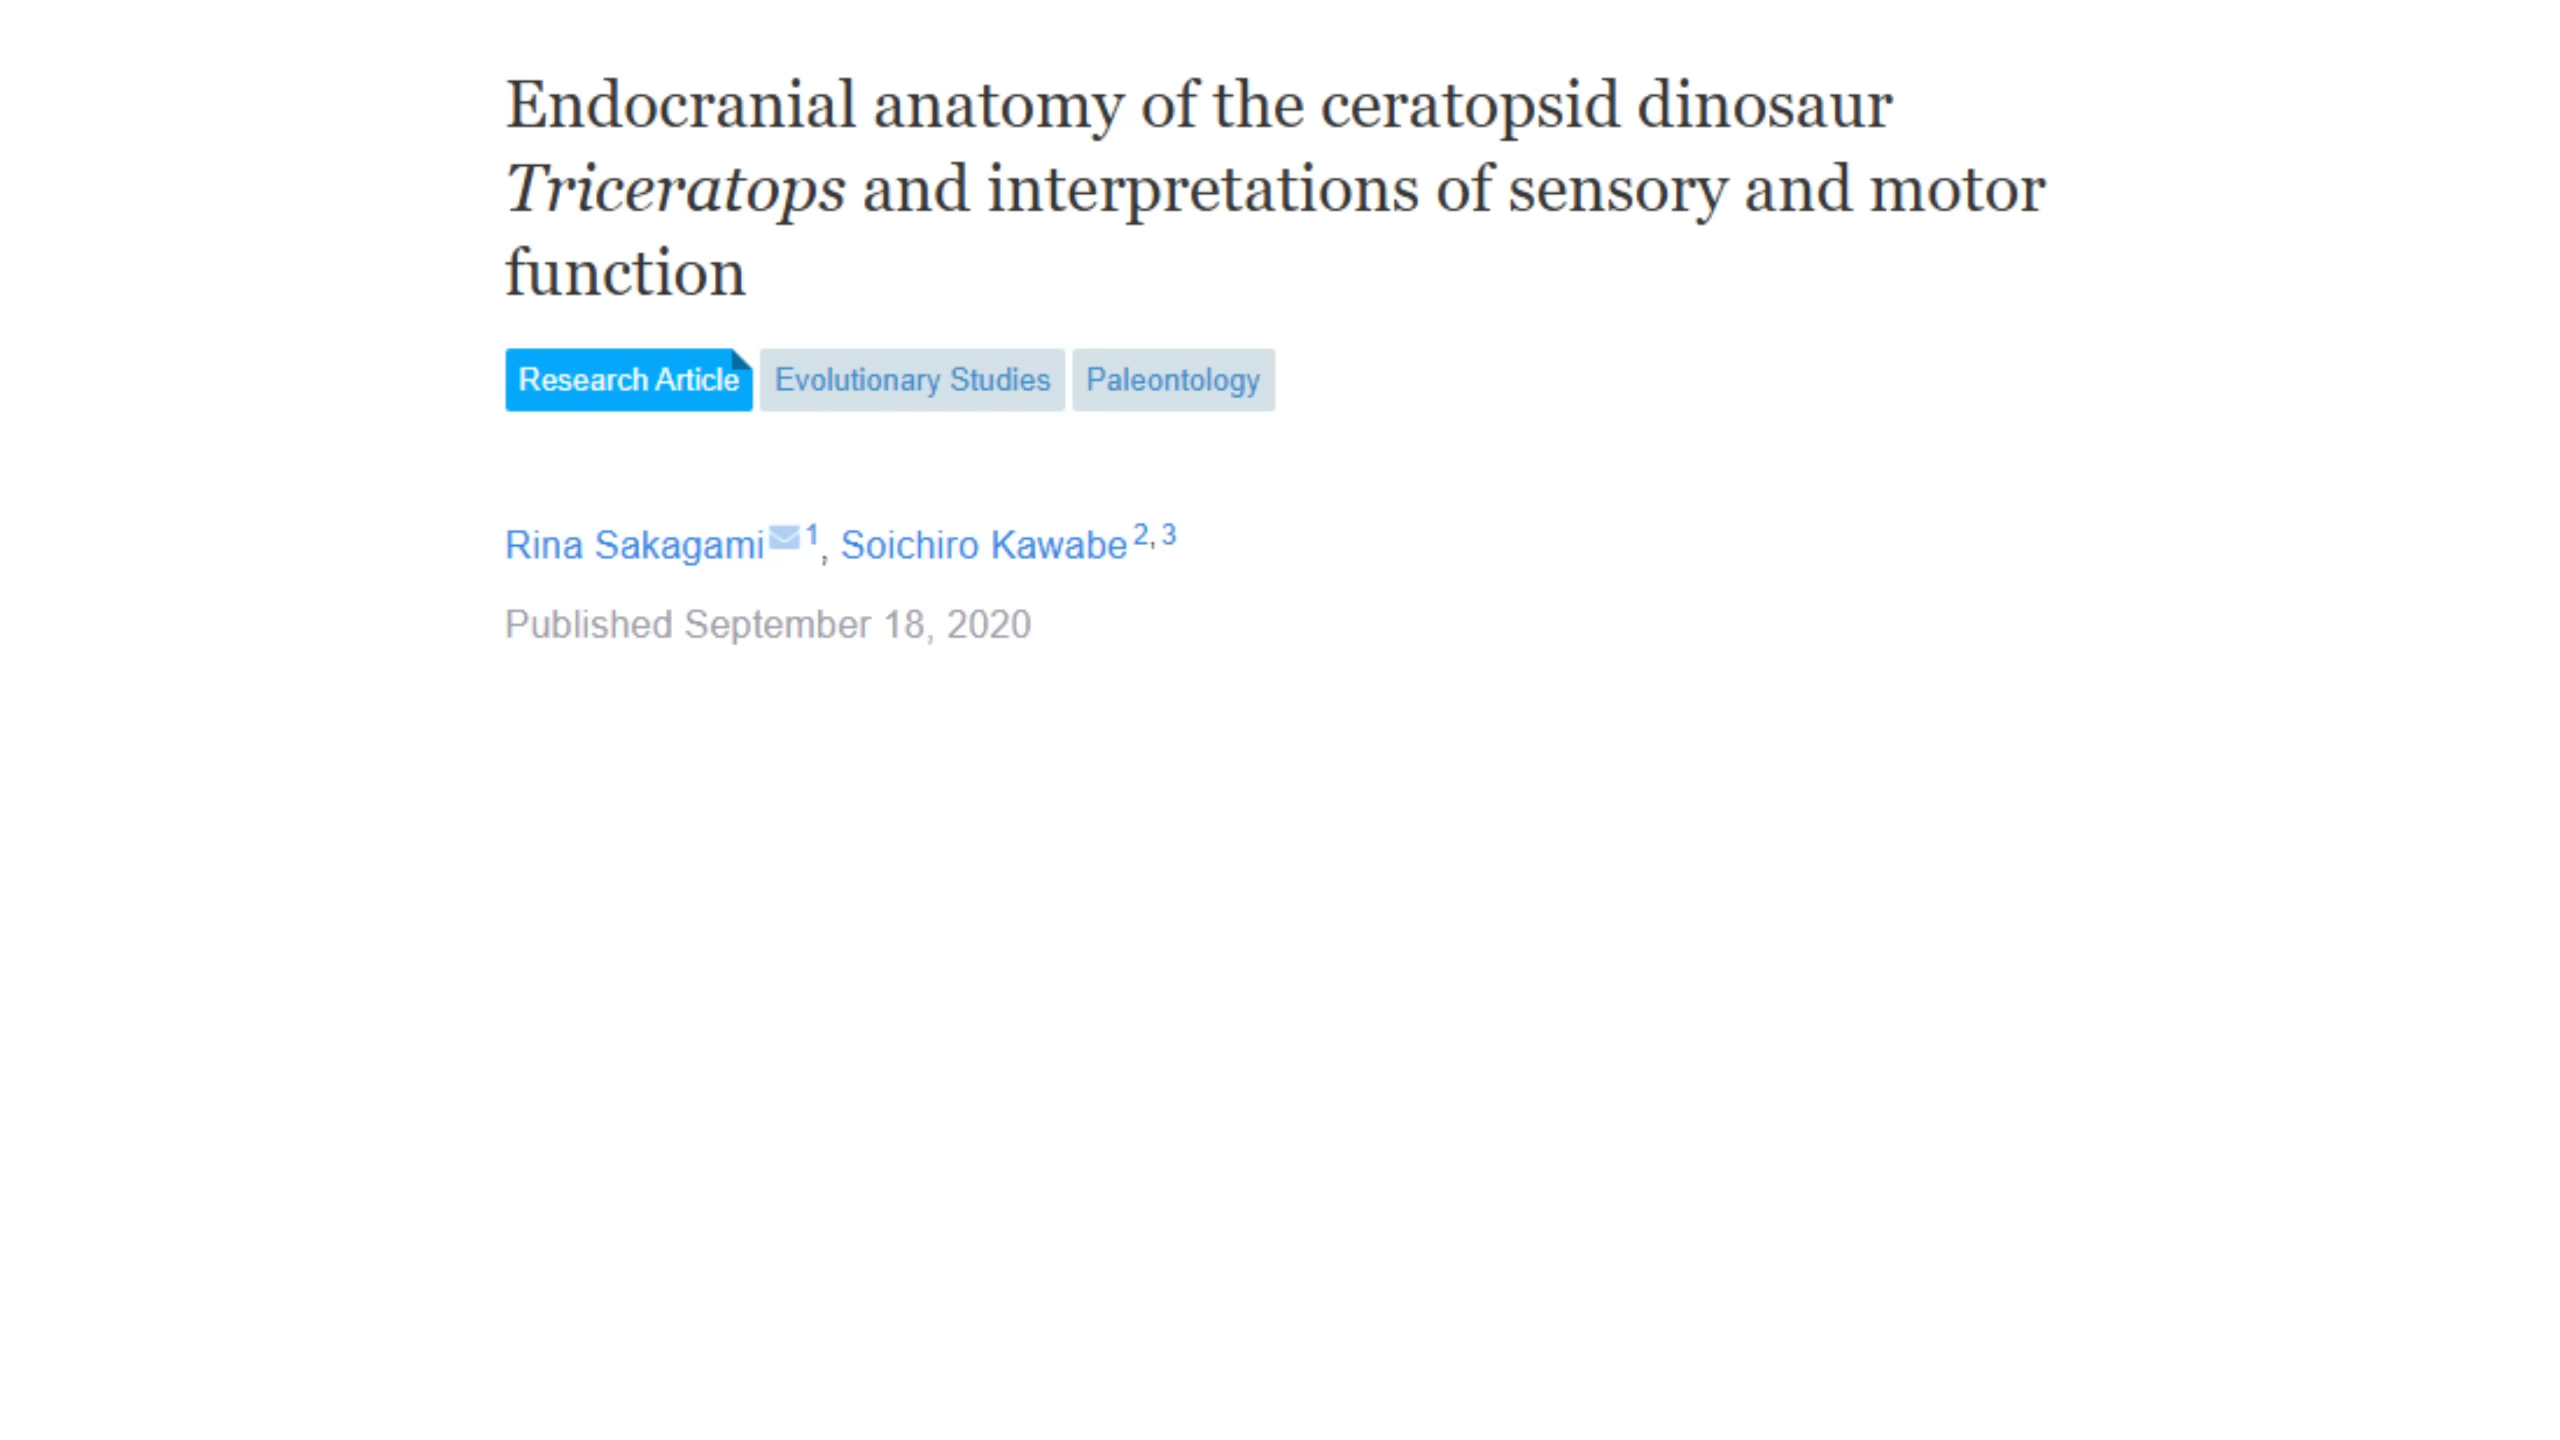 Endocranial anatomy of the ceratopsid dinosaur
Triceratops and interpretations of sensory and motor
function
Research Article Evolutionary Studies Paleontology
Rina Sakagami 1, Soichiro Kawabe 2, 3
Published September 18, 2020